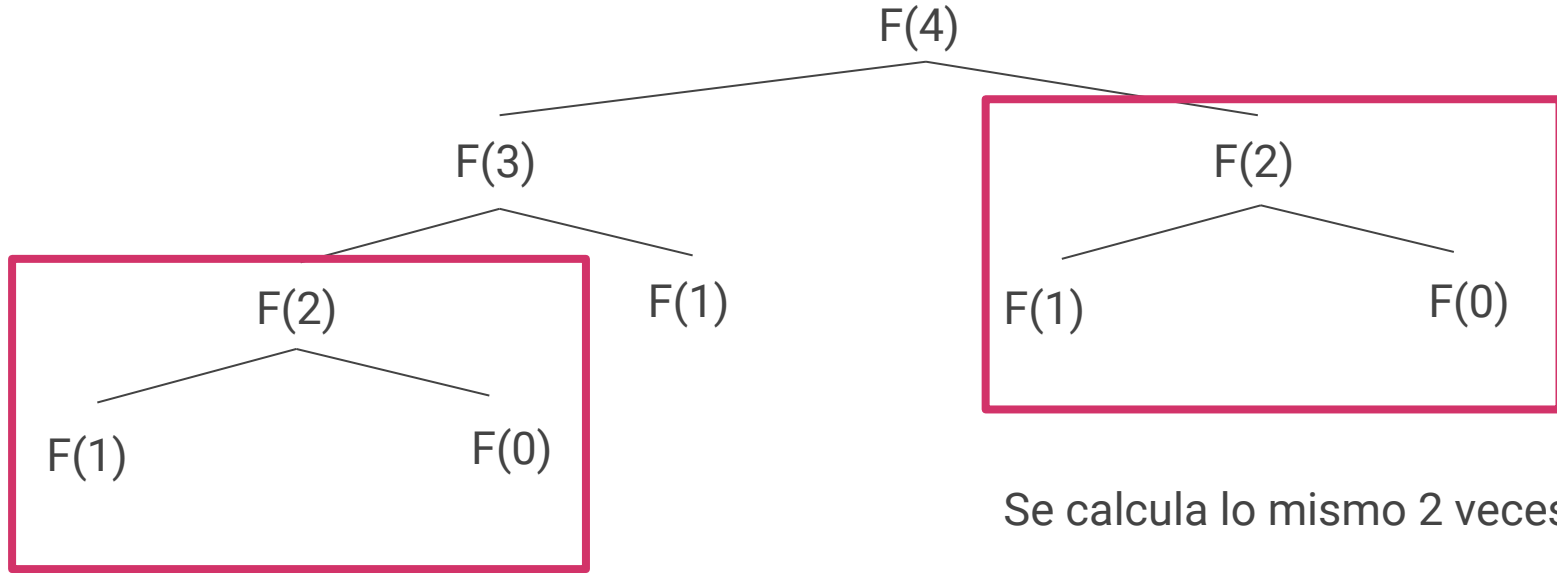 F(4)
F(3)
F(2)
F(2)
F(1)
F(1)
F(0)
F(1)
F(0)
Se calcula lo mismo 2 veces